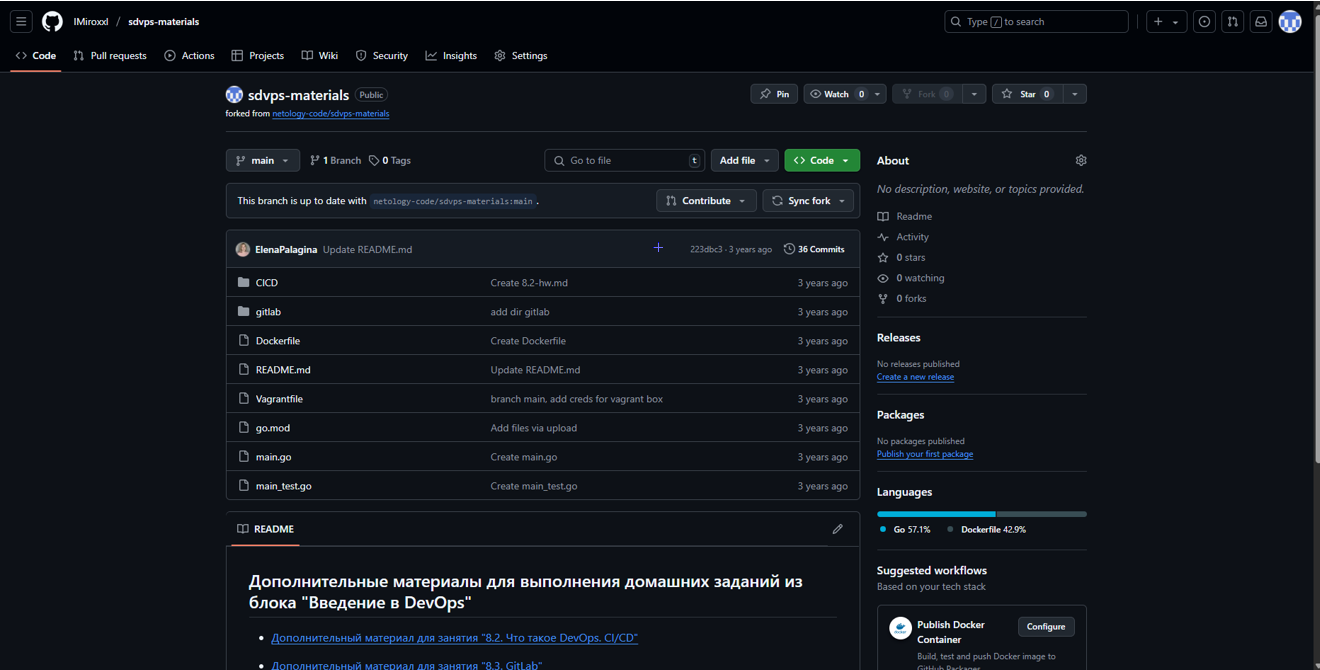 IMiroxxl / sdvps-materials
Type / to search
Code Pull requests Actions Projects Wiki Security Insights Settings
sdvps-materials Public
forked from netology-code/sdvps-materials
Pin Watch 0 Fork 0 Star 0
main 1 Branch 0 Tags Go to file t Add file Code
This branch is up to date with netology-code/sdvps-materials:main . Contribute Sync fork
ElenaPalagina Update README.md 223dbc3 · 3 years ago 36 Commits
CICD Create 8.2-hw.md 3 years ago
gitlab add dir gitlab 3 years ago
Dockerfile Create Dockerfile 3 years ago
README.md Update README.md 3 years ago
Vagrantfile branch main, add creds for vagrant box 3 years ago
go.mod Add files via upload 3 years ago
main.go Create main.go 3 years ago
main_test.go Create main_test.go 3 years ago
README
Дополнительные материалы для выполнения домашних заданий из
блока "Введение в DevOps"
Дополнительный материал для занятия "8.2. Что такое DevOps. CI/CD"
Дополнительный материал для занятия "8.3. GitLab"
About
No description, website, or topics provided.
Readme
Activity
0 stars
0 watching
0 forks
Releases
No releases published
Create a new release
Packages
No packages published
Publish your first package
Languages
Go 57.1% Dockerfile 42.9%
Suggested workflows
Based on your tech stack
Publish Docker
Container
Configure
Build, test and push Docker image to
GitHub Packages